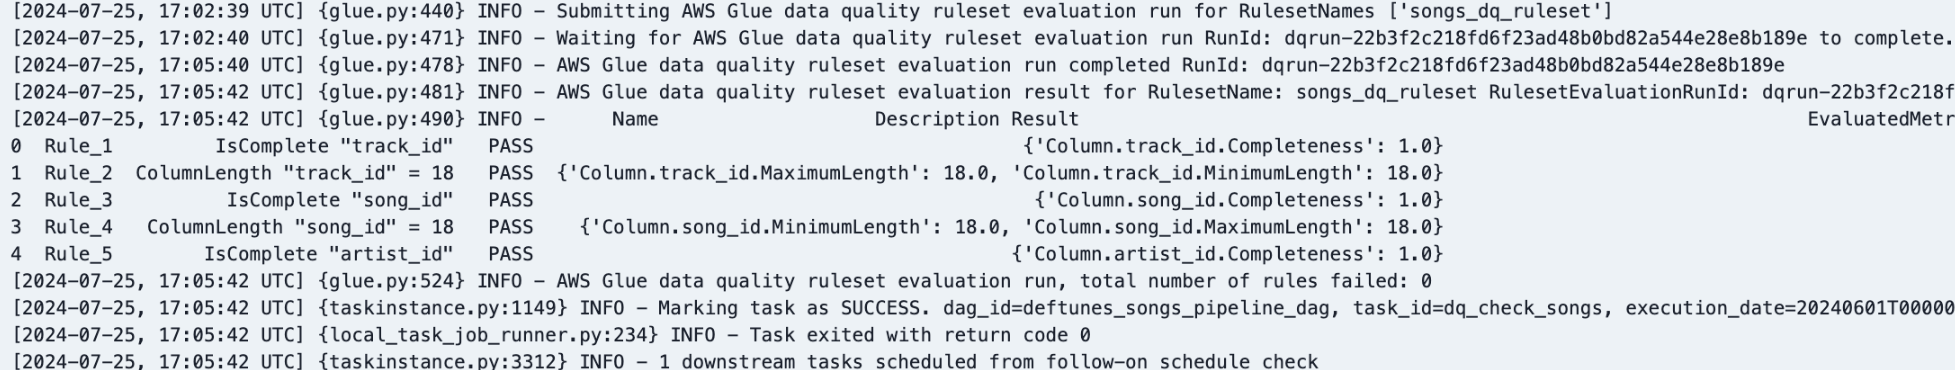 [2024-07-25, 17:02:39 UTC] {glue.py:440} INFO - Submitting AWS Glue data quality ruleset evaluation run for RulesetNames ['songs_dq_ruleset']
[2024-07-25, 17:02:40 UTC] {glue.py:471} INFO - Waiting for AWS Glue data quality ruleset evaluation run RunId: dqrun-22b3f2c218fd6f23ad48b0bd82a544e28e8b189e to complete.
[2024-07-25, 17:05:40 UTC] {glue.py:478} INFO - AWS Glue data quality ruleset evaluation run completed RunId: dqrun-22b3f2c218fd6f23ad48b0bd82a544e28e8b189e
[2024-07-25, 17:05:42 UTC] {glue.py:481} INFO - AWS Glue data quality ruleset evaluation result for RulesetName: songs_dq_ruleset RulesetEvaluationRunId: dqrun-22b3f2c218f
[2024-07-25, 17:05:42 UTC] {glue.py:490} INFO - Name Description Result EvaluatedMetr
0 Rule_1 IsComplete "track_id" PASS {'Column.track_id.Completeness': 1.0}
1 Rule_2 ColumnLength "track_id" = 18 PASS {'Column.track_id.MaximumLength': 18.0, 'Column.track_id.MinimumLength': 18.0}
2 Rule_3 IsComplete "song_id" PASS {'Column.song_id.Completeness': 1.0}
3 Rule_4 ColumnLength "song_id" = 18 PASS {'Column.song_id.MinimumLength': 18.0, 'Column.song_id.MaximumLength': 18.0}
4 Rule_5 IsComplete "artist_id" PASS {'Column.artist_id.Completeness': 1.0}
[2024-07-25, 17:05:42 UTC] {glue.py:524} INFO - AWS Glue data quality ruleset evaluation run, total number of rules failed: 0
[2024-07-25, 17:05:42 UTC] {taskinstance.py:1149} INFO - Marking task as SUCCESS. dag_id=deftunes_songs_pipeline_dag, task_id=dq_check_songs, execution_date=20240601T00000
[2024-07-25, 17:05:42 UTC] {local_task_job_runner.py:234} INFO - Task exited with return code 0
[2024-07-25, 17:05:42 UTC] {taskinstance.py:3312} INFO - 1 downstream tasks scheduled from follow-on schedule check